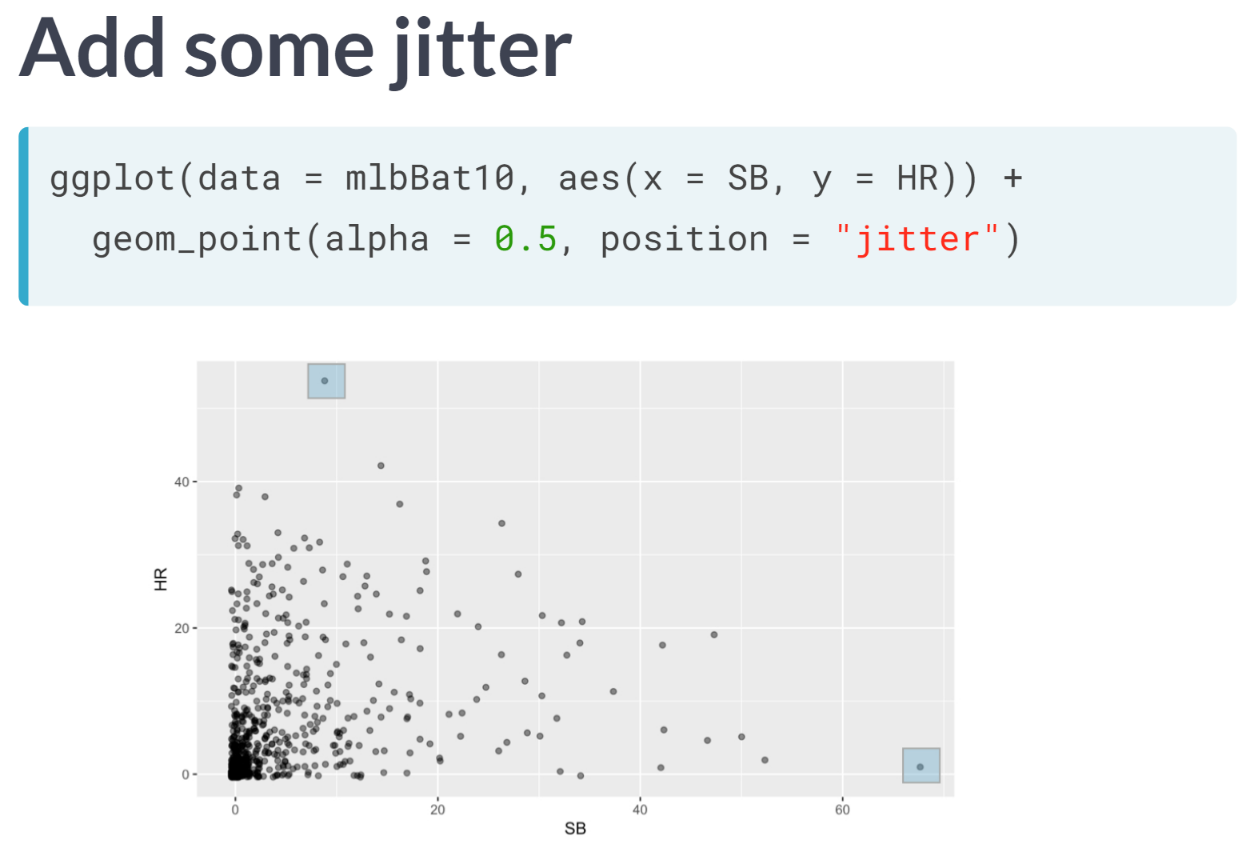 Add some jitter
ggplot(data = mlbBat10, aes(x = SB, y = HR)) +
  geom_point(alpha = 0.5, position = "jitter")
40
HR
20
0
0 20 40 60
SB